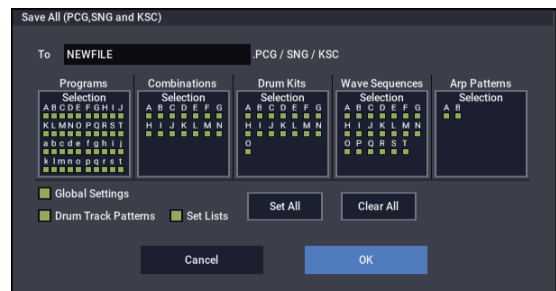 Save All (PCG,SNG and KSC)
To NEWFILE .PCG / SNG / KSC
Programs Combinations Drum Kits Wave Sequences Arp Patterns
Selection Selection Selection Selection Selection
A B C D E F G H I J A B C D E F G A B C D E F G A B C D E F G A B
K L M N O P Q R S T H I J K L M N H I J K L M N H I J K L M N
a b c d e f g h i j O O P Q R S T
k l m n o p q r s t
Global Settings
Drum Track Patterns Set Lists Set All Clear All
Cancel OK